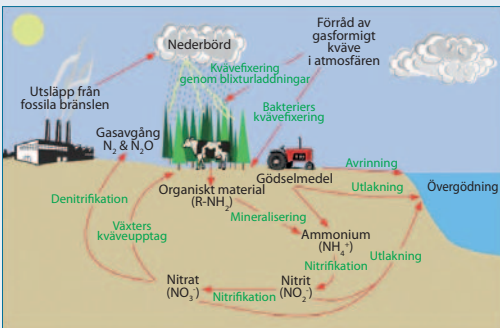 Nederbörd
Förråd av
gasformigt
kväve
i atmosfären
Kvävefixering
genom blixturladdningar
Utsläpp från
fossila bränslen
Bakteriers
kvävefixering
Gasavgång
N₂ & N₂O
Avrinning
Gödselmedel
Denitrifikation
Organiskt material
(R-NH₂)
Utlakning
Övergödning
Växters
kväveupptag
Mineralisering
Ammonium
(NH₄⁺)
Utlakning
Nitrifikation
Nitrat
(NO₃⁻)
Nitrifikation
Nitrit
(NO₂⁻)